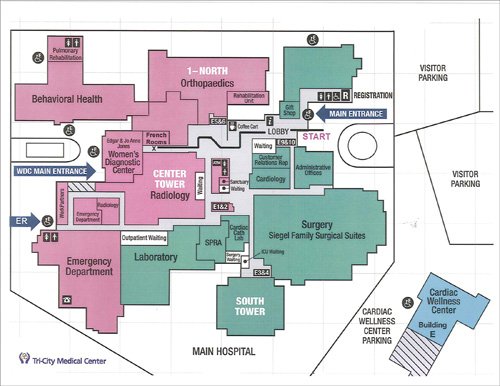 Pulmonary
Rehabilitation
Behavioral Health
1– NORTH
Orthopaedics
Rehabilitation
Unit
E5&6
Coffee Cart
i
Gift
Shop
R
REGISTRATION
MAIN ENTRANCE
LOBBY
START
VISITOR
PARKING
VISITOR
PARKING
Edgar & Jo Anne
Jones
Women's
Diagnostic
Center
French
Rooms
X
WDC MAIN ENTRANCE
CENTER
TOWER
Radiology
Waiting
ATM
Sanctuary
Waiting
E1&2
Waiting
E9&10
Customer
Relations Rep
Cardiology
Administrative
Offices
WorkPartners
Radiology
Emergency
Department
ER
Emergency
Department
Outpatient Waiting
Laboratory
SPRA
Cardiac
Cath
Lab
Surgery
Waiting
ICU Waiting
E3&4
Surgery
Siegel Family Surgical Suites
SOUTH
TOWER
MAIN HOSPITAL
CARDIAC
WELLNESS
CENTER
PARKING
Cardiac
Wellness
Center
Building
E
Tri-City Medical Center